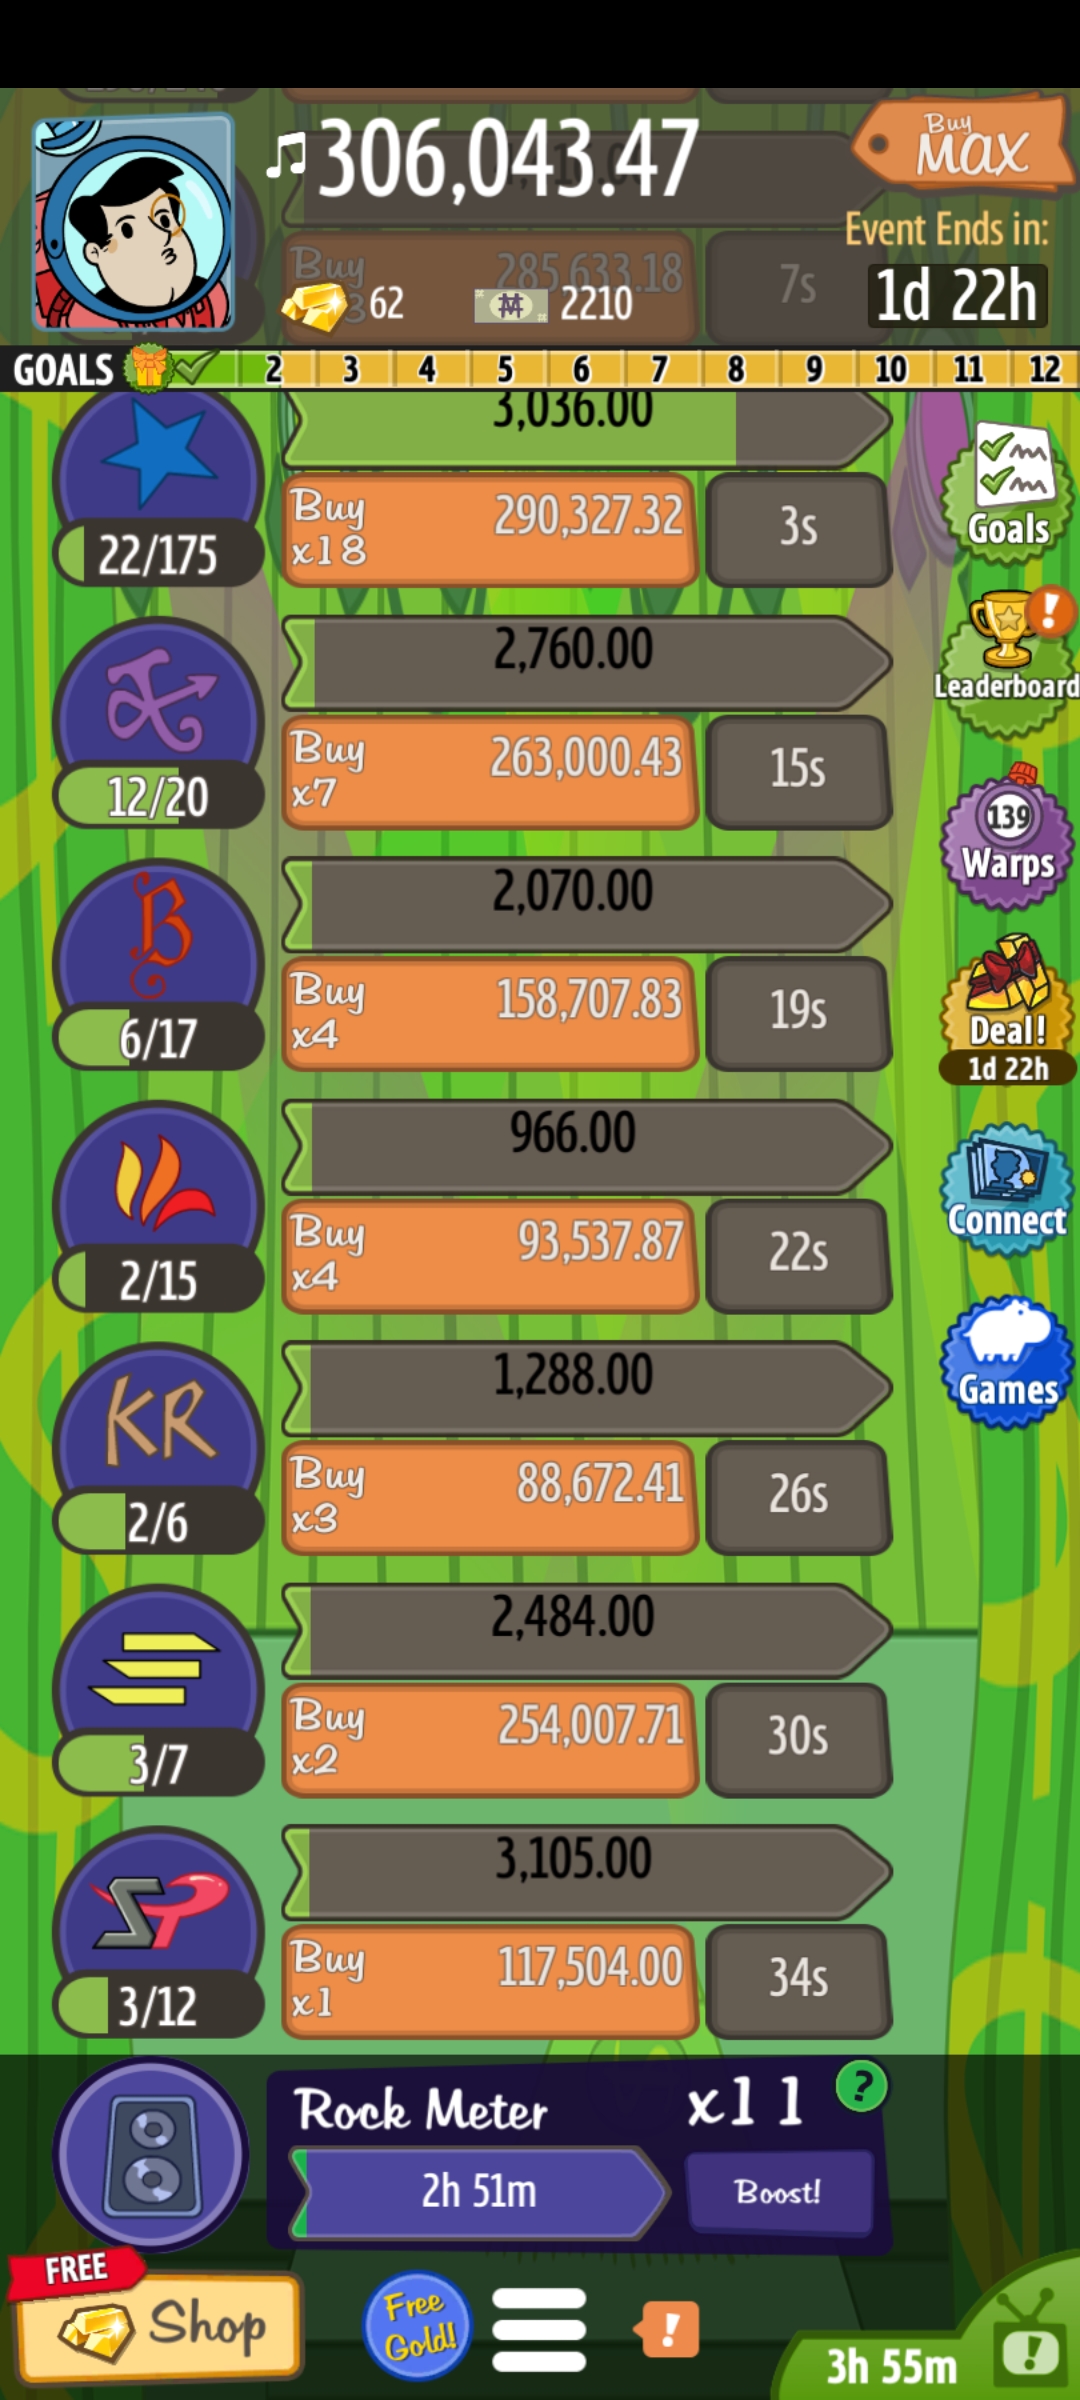 306,043.47
Buy
MAX
Event Ends in:
1d 22h
Buy
285,633.18
7s
62
2210
GOALS 2 3 4 5 6 7 8 9 10 11 12
3,036.00
Buy
x18
290,327.32
3s
22/175
Goals
2,760.00
Buy
x7
263,000.43
15s
12/20
Leaderboard
139
Warps
2,070.00
Buy
x4
158,707.83
19s
B
6/17
Deal!
1d 22h
966.00
Buy
x4
93,537.87
22s
2/15
Connect
1,288.00
Buy
x3
88,672.41
26s
KR
2/6
Games
2,484.00
Buy
x2
254,007.71
30s
3/7
3,105.00
Buy
x1
117,504.00
34s
SP
3/12
Rock Meter
x11
?
2h 51m
Boost!
FREE
Shop
Free
Gold!
!
3h 55m
!